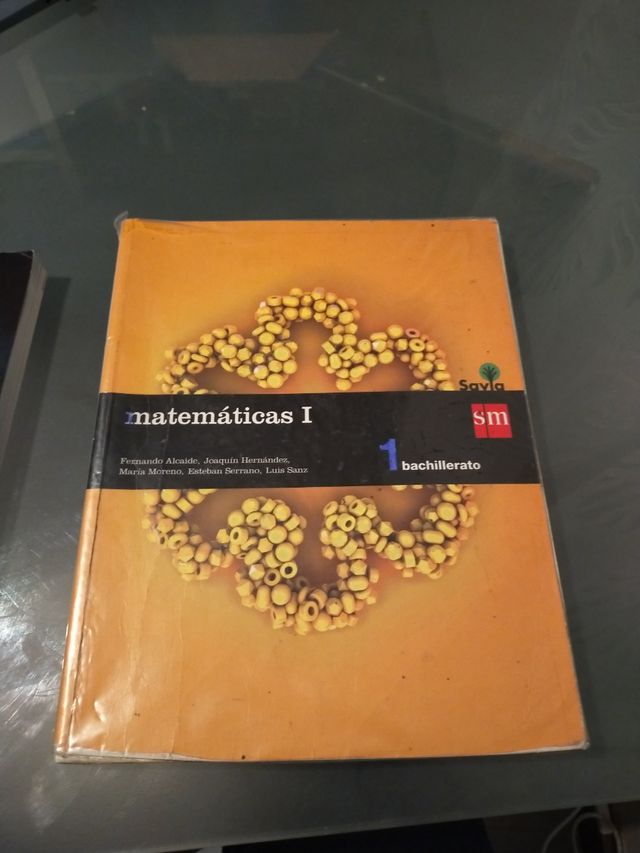 Savia
matemáticas I
sm
Fernando Alcaide, Joaquín Hernández,
María Moreno, Esteban Serrano, Luis Sanz
1 bachillerato